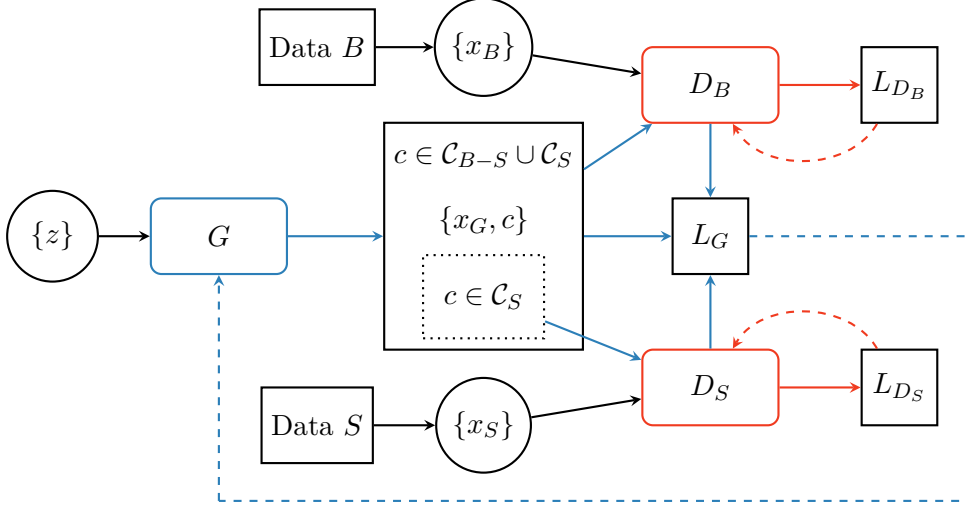 Data B
{x_B}
D_B
L_{D_B}
c ∈ 𝒞_{B−S} ∪ 𝒞_S
{z}
G
{x_G, c}
L_G
c ∈ 𝒞_S
D_S
L_{D_S}
Data S
{x_S}